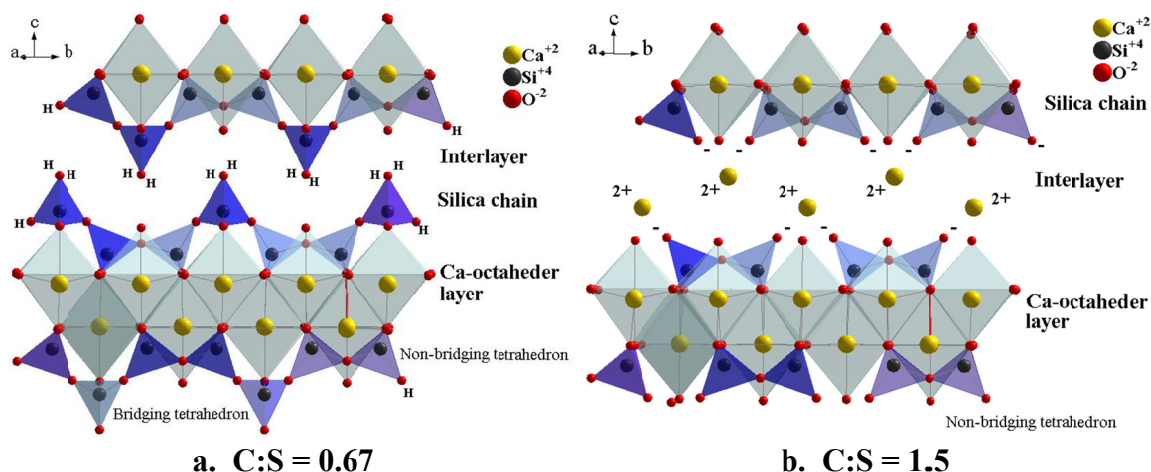 c
a b
Ca+2
Si+4
O-2
H
H
H H
Interlayer
H H H H H H
Silica chain
H H H
Ca-octaheder
layer
Non-bridging tetrahedron
H
Bridging tetrahedron
a. C:S = 0.67
c
a b
Ca+2
Si+4
O-2
Silica chain
- - - - -
2+ 2+
Interlayer
2+ 2+
- - - -
Ca-octaheder
layer
Non-bridging tetrahedron
b. C:S = 1.5